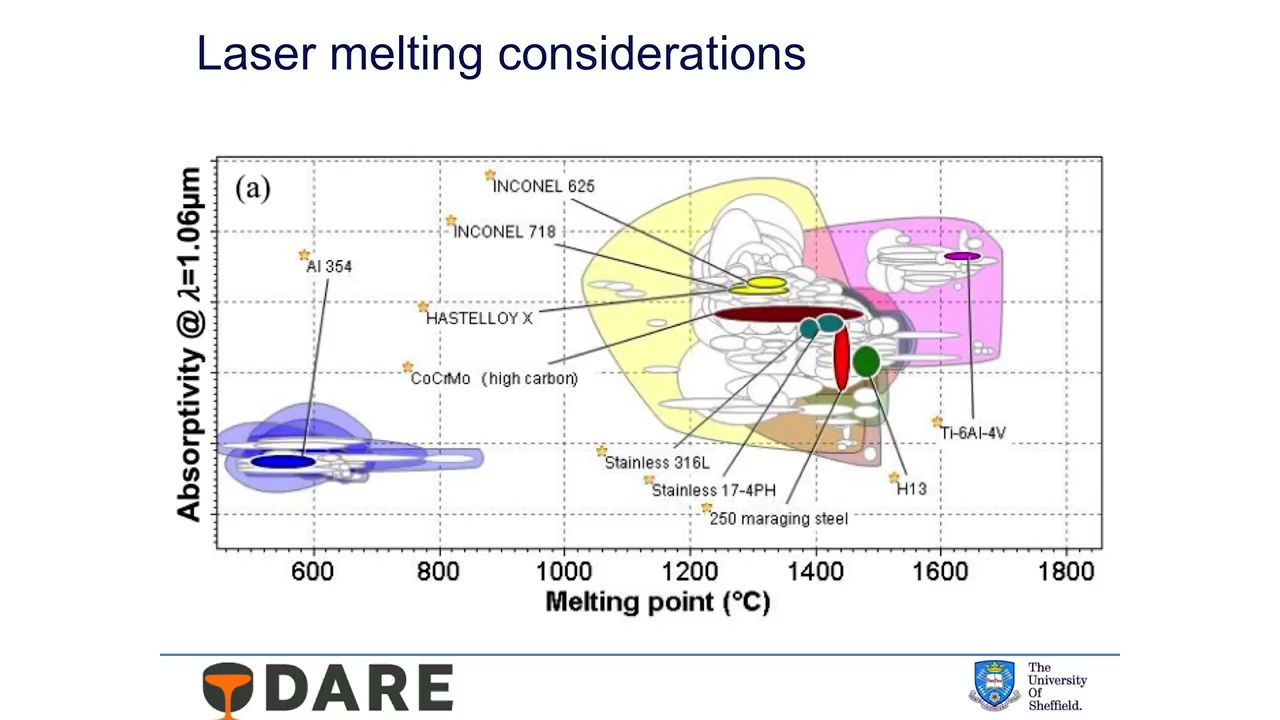 Laser melting considerations
(a)
INCONEL 625
INCONEL 718
Al 354
HASTELLOY X
CoCrMo (high carbon)
Ti-6Al-4V
Stainless 316L
Stainless 17-4PH
H13
250 maraging steel
Absorptivity @ λ=1.06μm
600 800 1000 1200 1400 1600 1800
Melting point (°C)
DARE
The
University
Of
Sheffield.